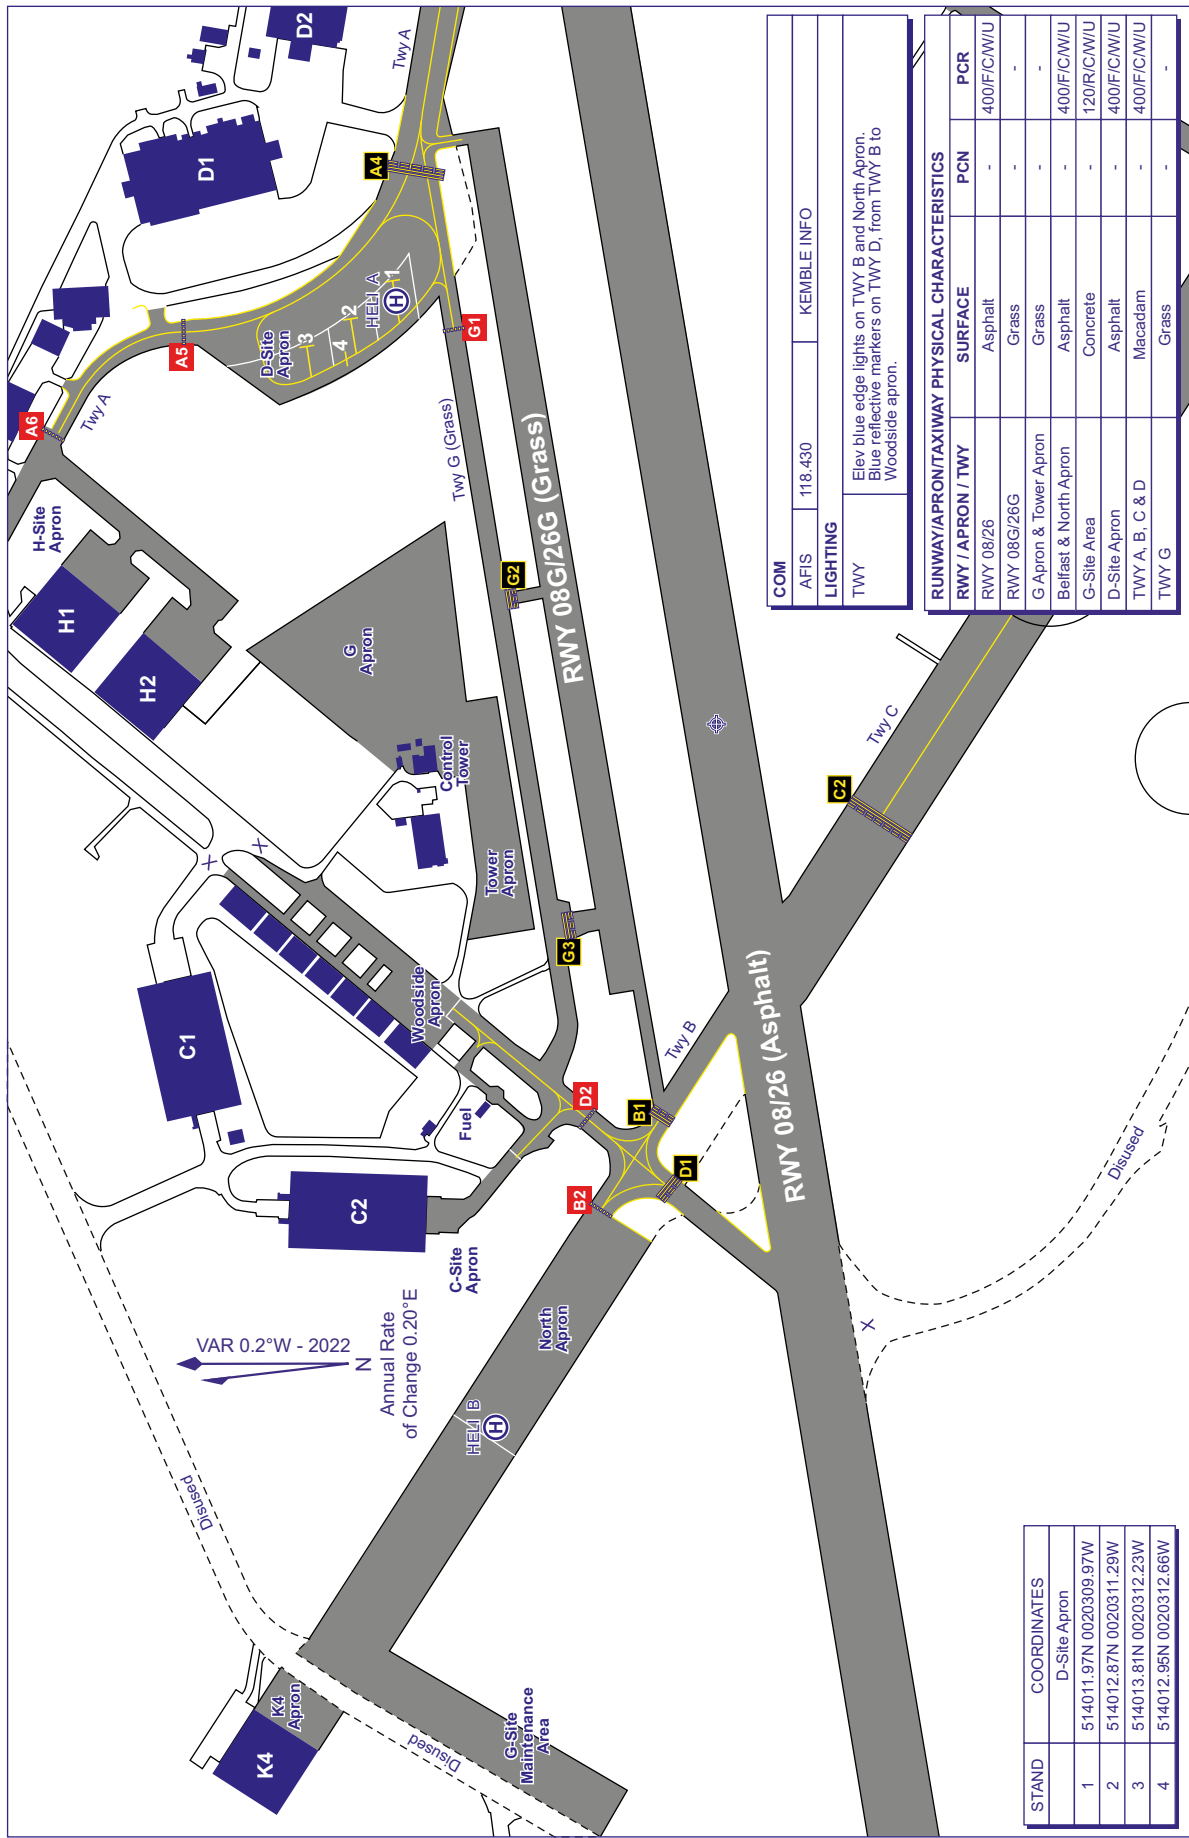 K4
K4
Apron
G-Site
Maintenance
Area
Disused
Disused
VAR 0.2°W - 2022
N
Annual Rate
of Change 0.20°E
HELI B
H
North
Apron
C-Site
Apron
C2
C1
Fuel
Woodside
Apron
X
X
B2
D2
D1
B1
Twy B
G3
Tower
Apron
Control
Tower
G
Apron
H2
H1
H-Site
Apron
A6
Twy A
A5
D-Site
Apron
3
4
2
1
HELI A
H
G1
Twy G (Grass)
G2
RWY 08G/26G (Grass)
A4
D1
D2
Twy A
RWY 08/26 (Asphalt)
Twy C
C2
X
Disused
STAND COORDINATES
D-Site Apron
1 514011.97N 0020309.97W
2 514012.87N 0020311.29W
3 514013.81N 0020312.23W
4 514012.95N 0020312.66W
COM
AFIS 118.430 KEMBLE INFO
LIGHTING
TWY Elev blue edge lights on TWY B and North Apron.
Blue reflective markers on TWY D, from TWY B to
Woodside apron.
RUNWAY/APRON/TAXIWAY PHYSICAL CHARACTERISTICS
RWY / APRON / TWY SURFACE PCN PCR
RWY 08/26 Asphalt - 400/F/C/W/U
RWY 08G/26G Grass - -
G Apron & Tower Apron Grass - -
Belfast & North Apron Asphalt - 400/F/C/W/U
G-Site Area Concrete - 120/R/C/W/U
D-Site Apron Asphalt - 400/F/C/W/U
TWY A, B, C & D Macadam - 400/F/C/W/U
TWY G Grass - -